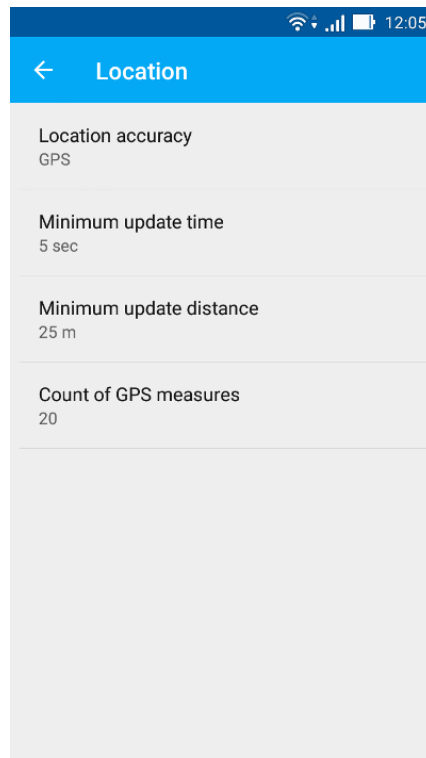 12:05
Location
Location accuracy
GPS
Minimum update time
5 sec
Minimum update distance
25 m
Count of GPS measures
20